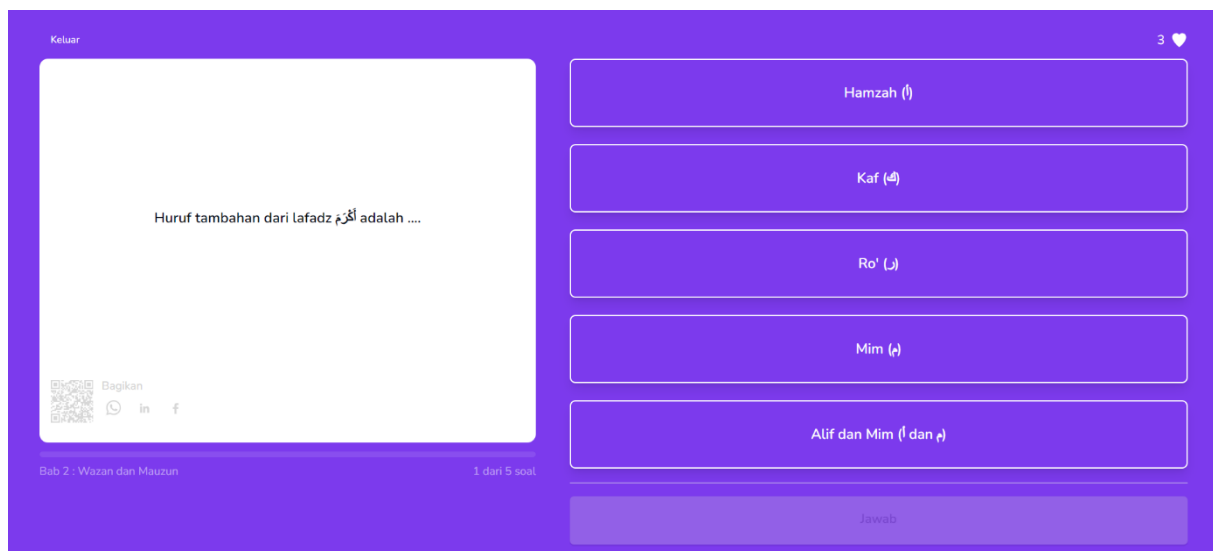 Keluar
3
Huruf tambahan dari lafadz أَكْرَمَ adalah ....
Bagikan
Bab 2 : Wazan dan Mauzun
1 dari 5 soal
Hamzah (أ)
Kaf (ك)
Ro' (ر)
Mim (م)
Alif dan Mim (أ dan م)
Jawab